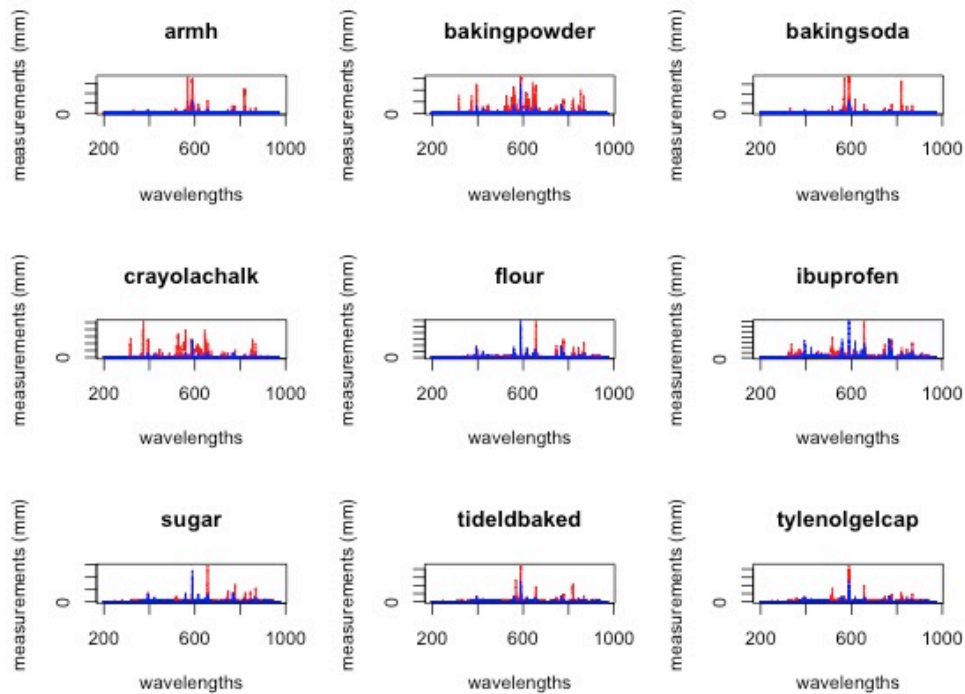 armh
measurements (mm)
0
200 600 1000
wavelengths
bakingpowder
measurements (mm)
0
200 600 1000
wavelengths
bakingsoda
measurements (mm)
0
200 600 1000
wavelengths
crayolachalk
measurements (mm)
0
200 600 1000
wavelengths
flour
measurements (mm)
0
200 600 1000
wavelengths
ibuprofen
measurements (mm)
0
200 600 1000
wavelengths
sugar
measurements (mm)
0
200 600 1000
wavelengths
tideldbaked
measurements (mm)
0
200 600 1000
wavelengths
tylenolgelcap
measurements (mm)
0
200 600 1000
wavelengths